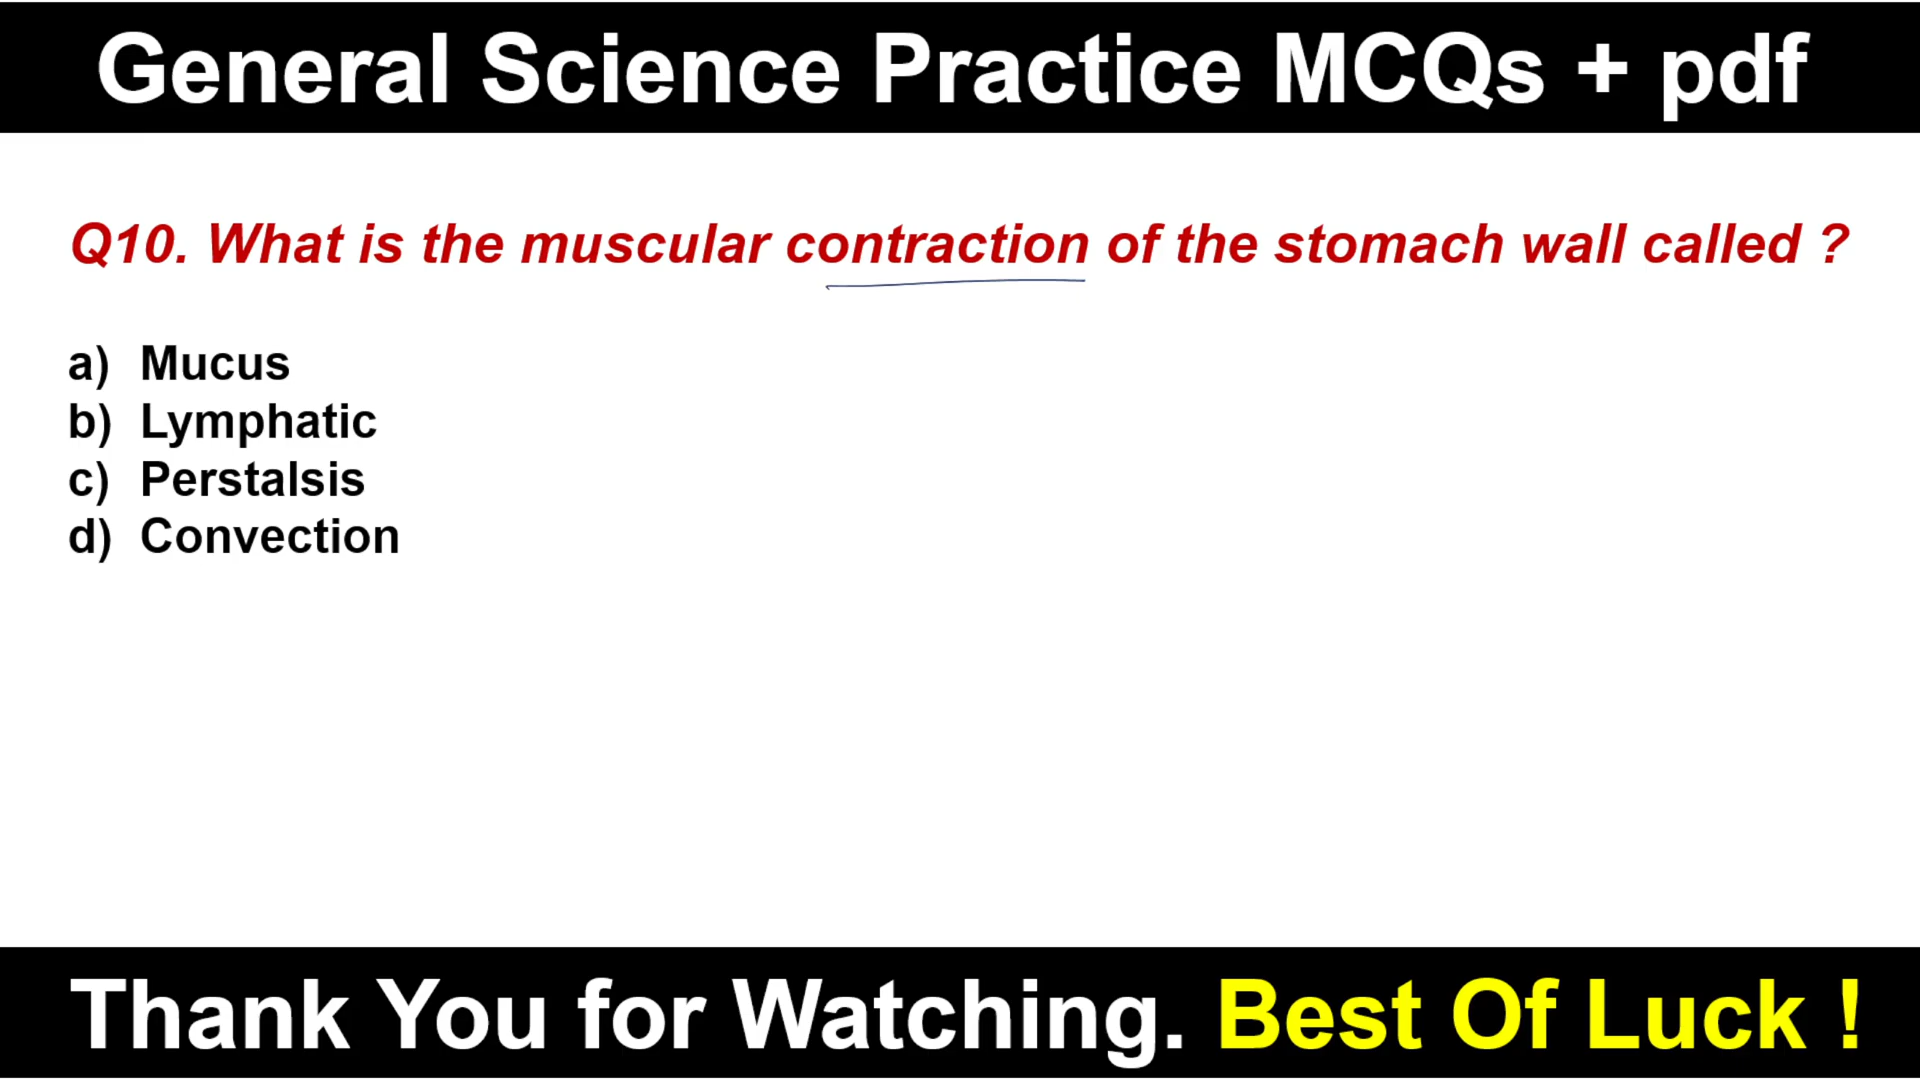 General Science Practice MCQs + pdf
Q10. What is the muscular contraction of the stomach wall called ?
a) Mucus
b) Lymphatic
c) Perstalsis
d) Convection
Thank You for Watching. Best Of Luck !